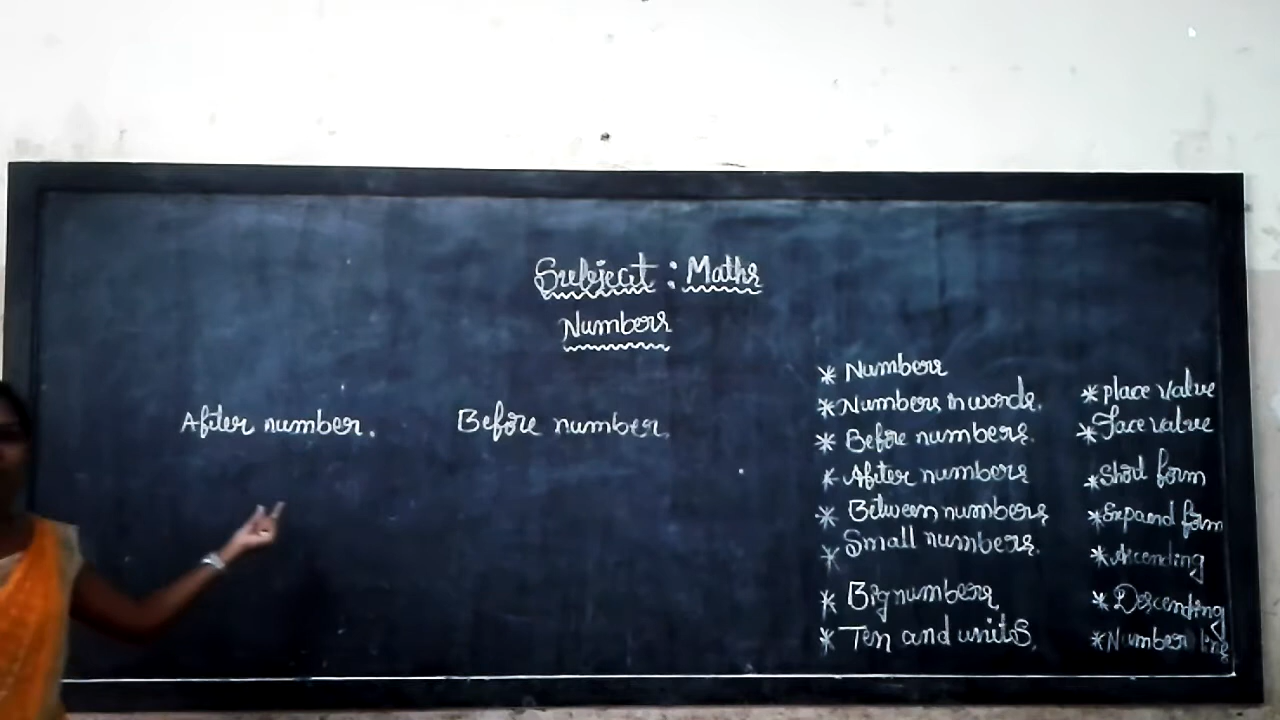 Subject : Maths
Numbers
After number.
Before number.
* Numbers
* Numbers in words.
* Before numbers.
* After numbers
* Between numbers
* Small numbers.
* Big numbers
* Ten and units.
* place value
* Face value
* Short form
* Expand form
* Ascending
* Descending
* Number line